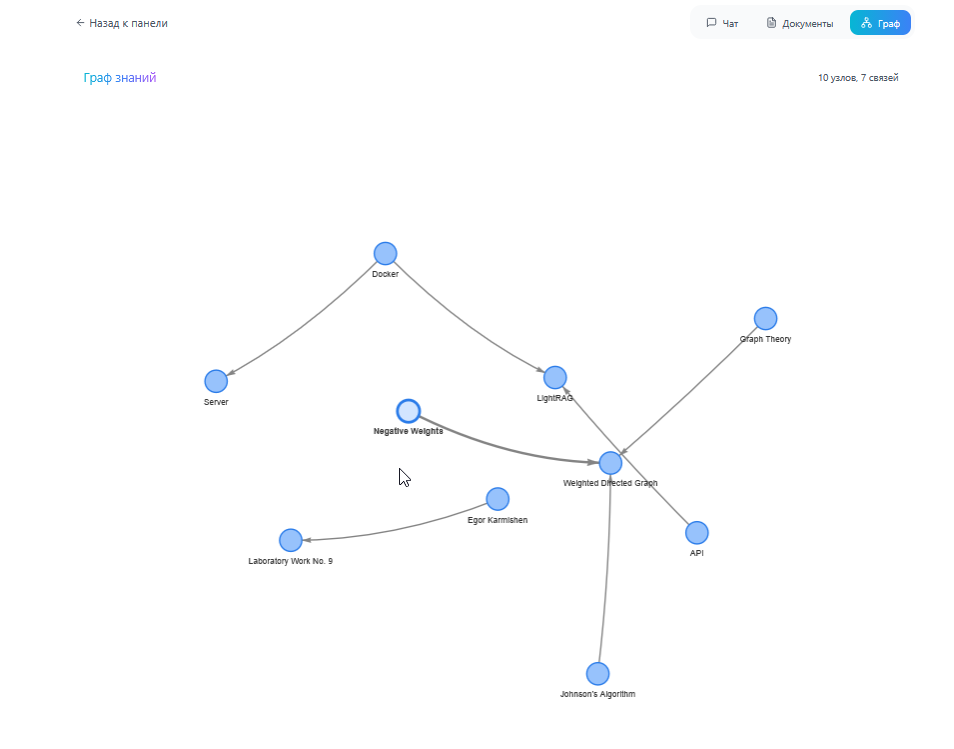 Назад к панели
Чат
Документы
Граф
Граф знаний
10 узлов, 7 связей
Docker
Graph Theory
Server
LightRAG
Negative Weights
Weighted Directed Graph
Egor Karmishen
API
Laboratory Work No. 9
Johnson's Algorithm